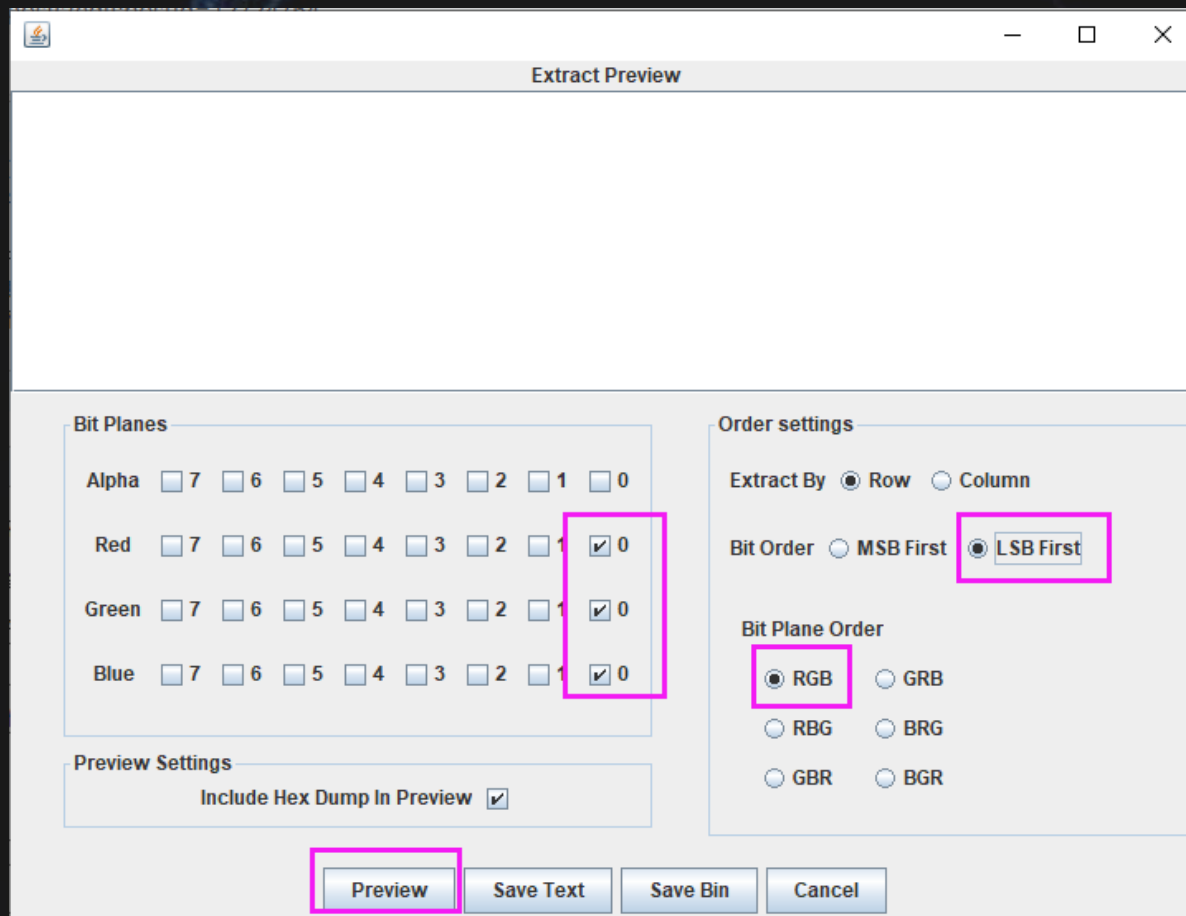 Extract Preview
Bit Planes
Alpha 7 6 5 4 3 2 1 0
Red 7 6 5 4 3 2 1 0
Green 7 6 5 4 3 2 1 0
Blue 7 6 5 4 3 2 1 0
Preview Settings
Include Hex Dump In Preview
Order settings
Extract By Row Column
Bit Order MSB First LSB First
Bit Plane Order
RGB GRB
RBG BRG
GBR BGR
Preview Save Text Save Bin Cancel